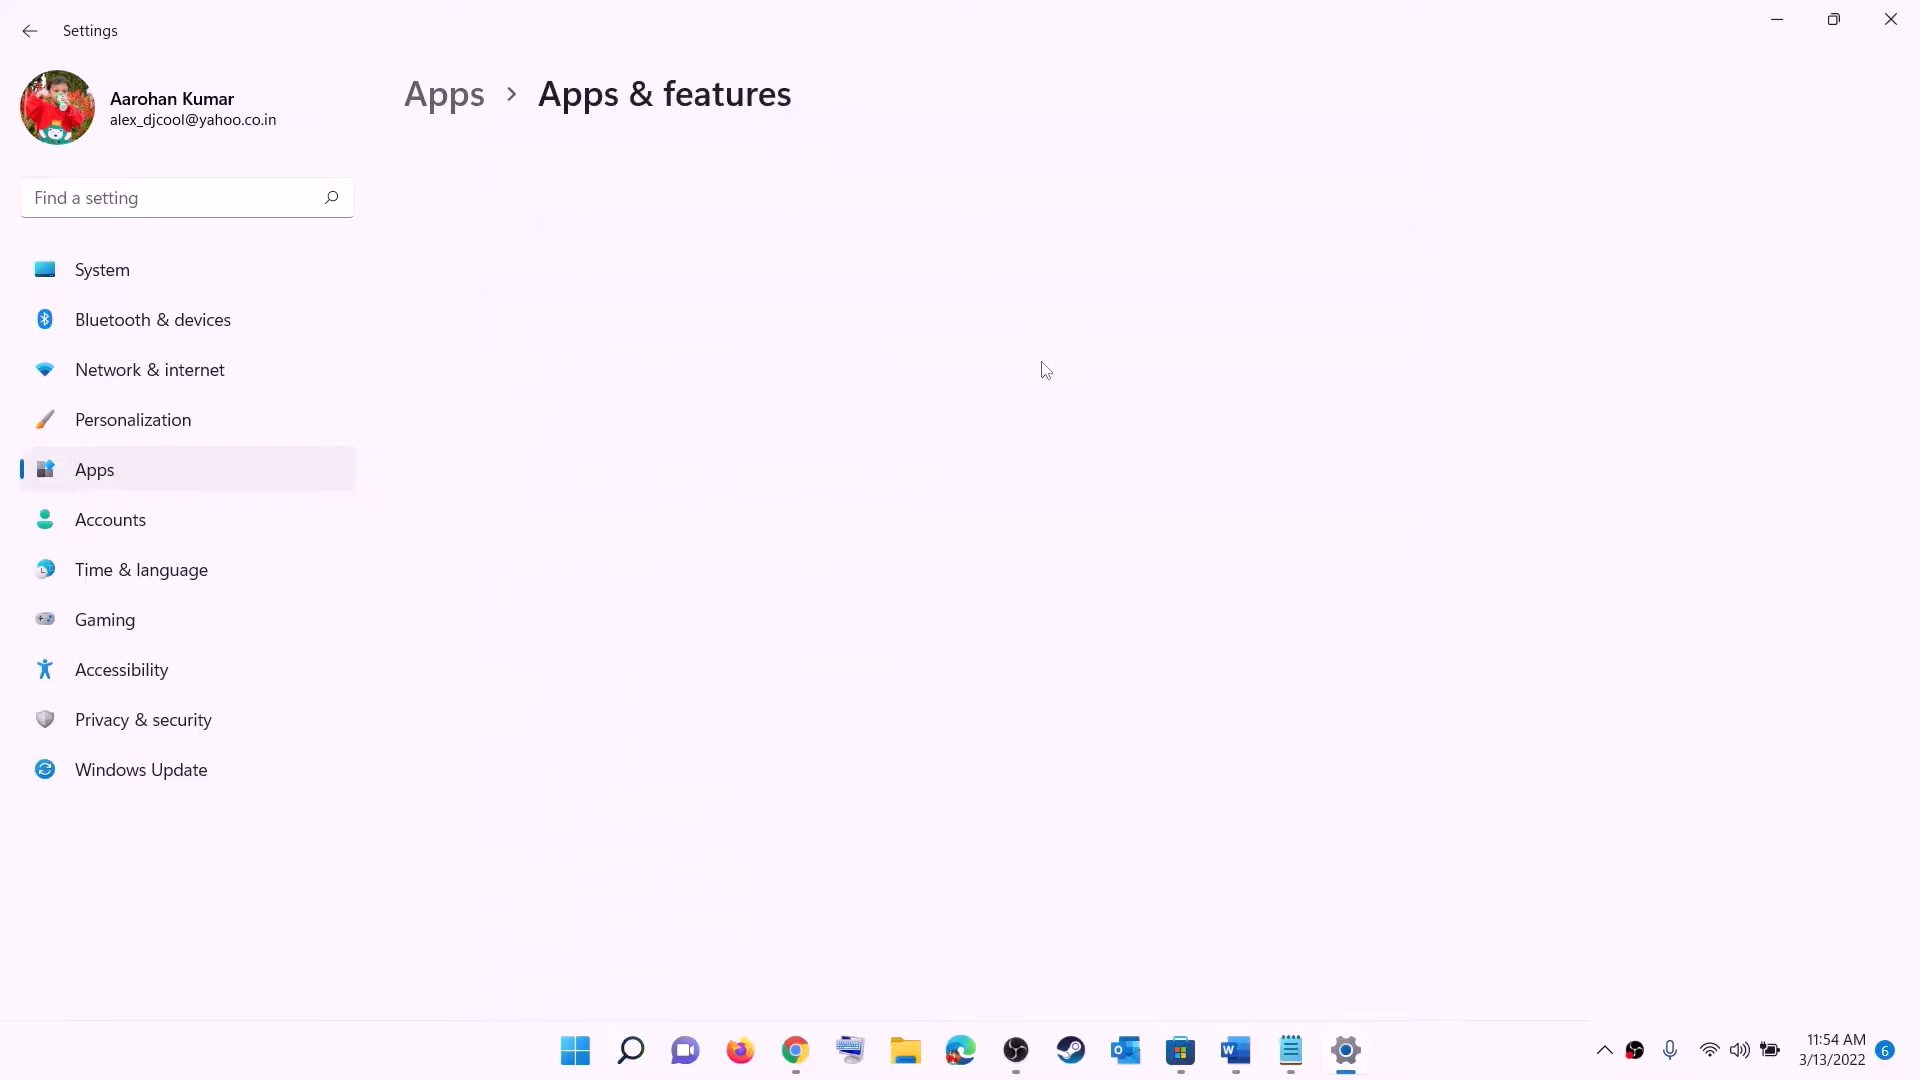 Settings
Aarohan Kumar
alex_djcool@yahoo.co.in
Apps > Apps & features
Find a setting
System
Bluetooth & devices
Network & internet
Personalization
Apps
Accounts
Time & language
Gaming
Accessibility
Privacy & security
Windows Update
11:54 AM
3/13/2022
6